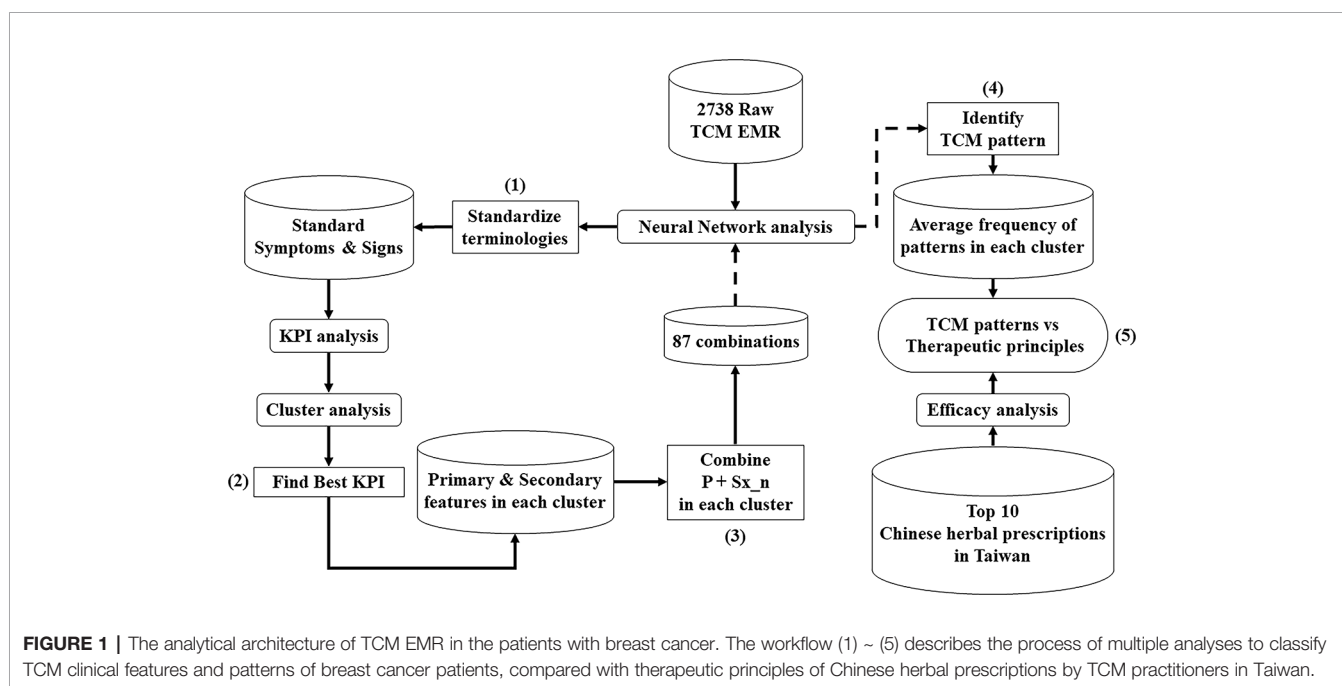 2738 Raw
TCM EMR
(4)
Identify
TCM pattern
(1)
Standard
Symptoms & Signs
Standardize
terminologies
Neural Network analysis
Average frequency of
patterns in each cluster
KPI analysis
87 combinations
TCM patterns vs
Therapeutic principles
(5)
Cluster analysis
Efficacy analysis
(2)
Find Best KPI
Primary & Secondary
features in each cluster
Combine
P + Sx_n
in each cluster
(3)
Top 10
Chinese herbal prescriptions
in Taiwan
FIGURE 1 | The analytical architecture of TCM EMR in the patients with breast cancer. The workflow (1) ~ (5) describes the process of multiple analyses to classify
TCM clinical features and patterns of breast cancer patients, compared with therapeutic principles of Chinese herbal prescriptions by TCM practitioners in Taiwan.